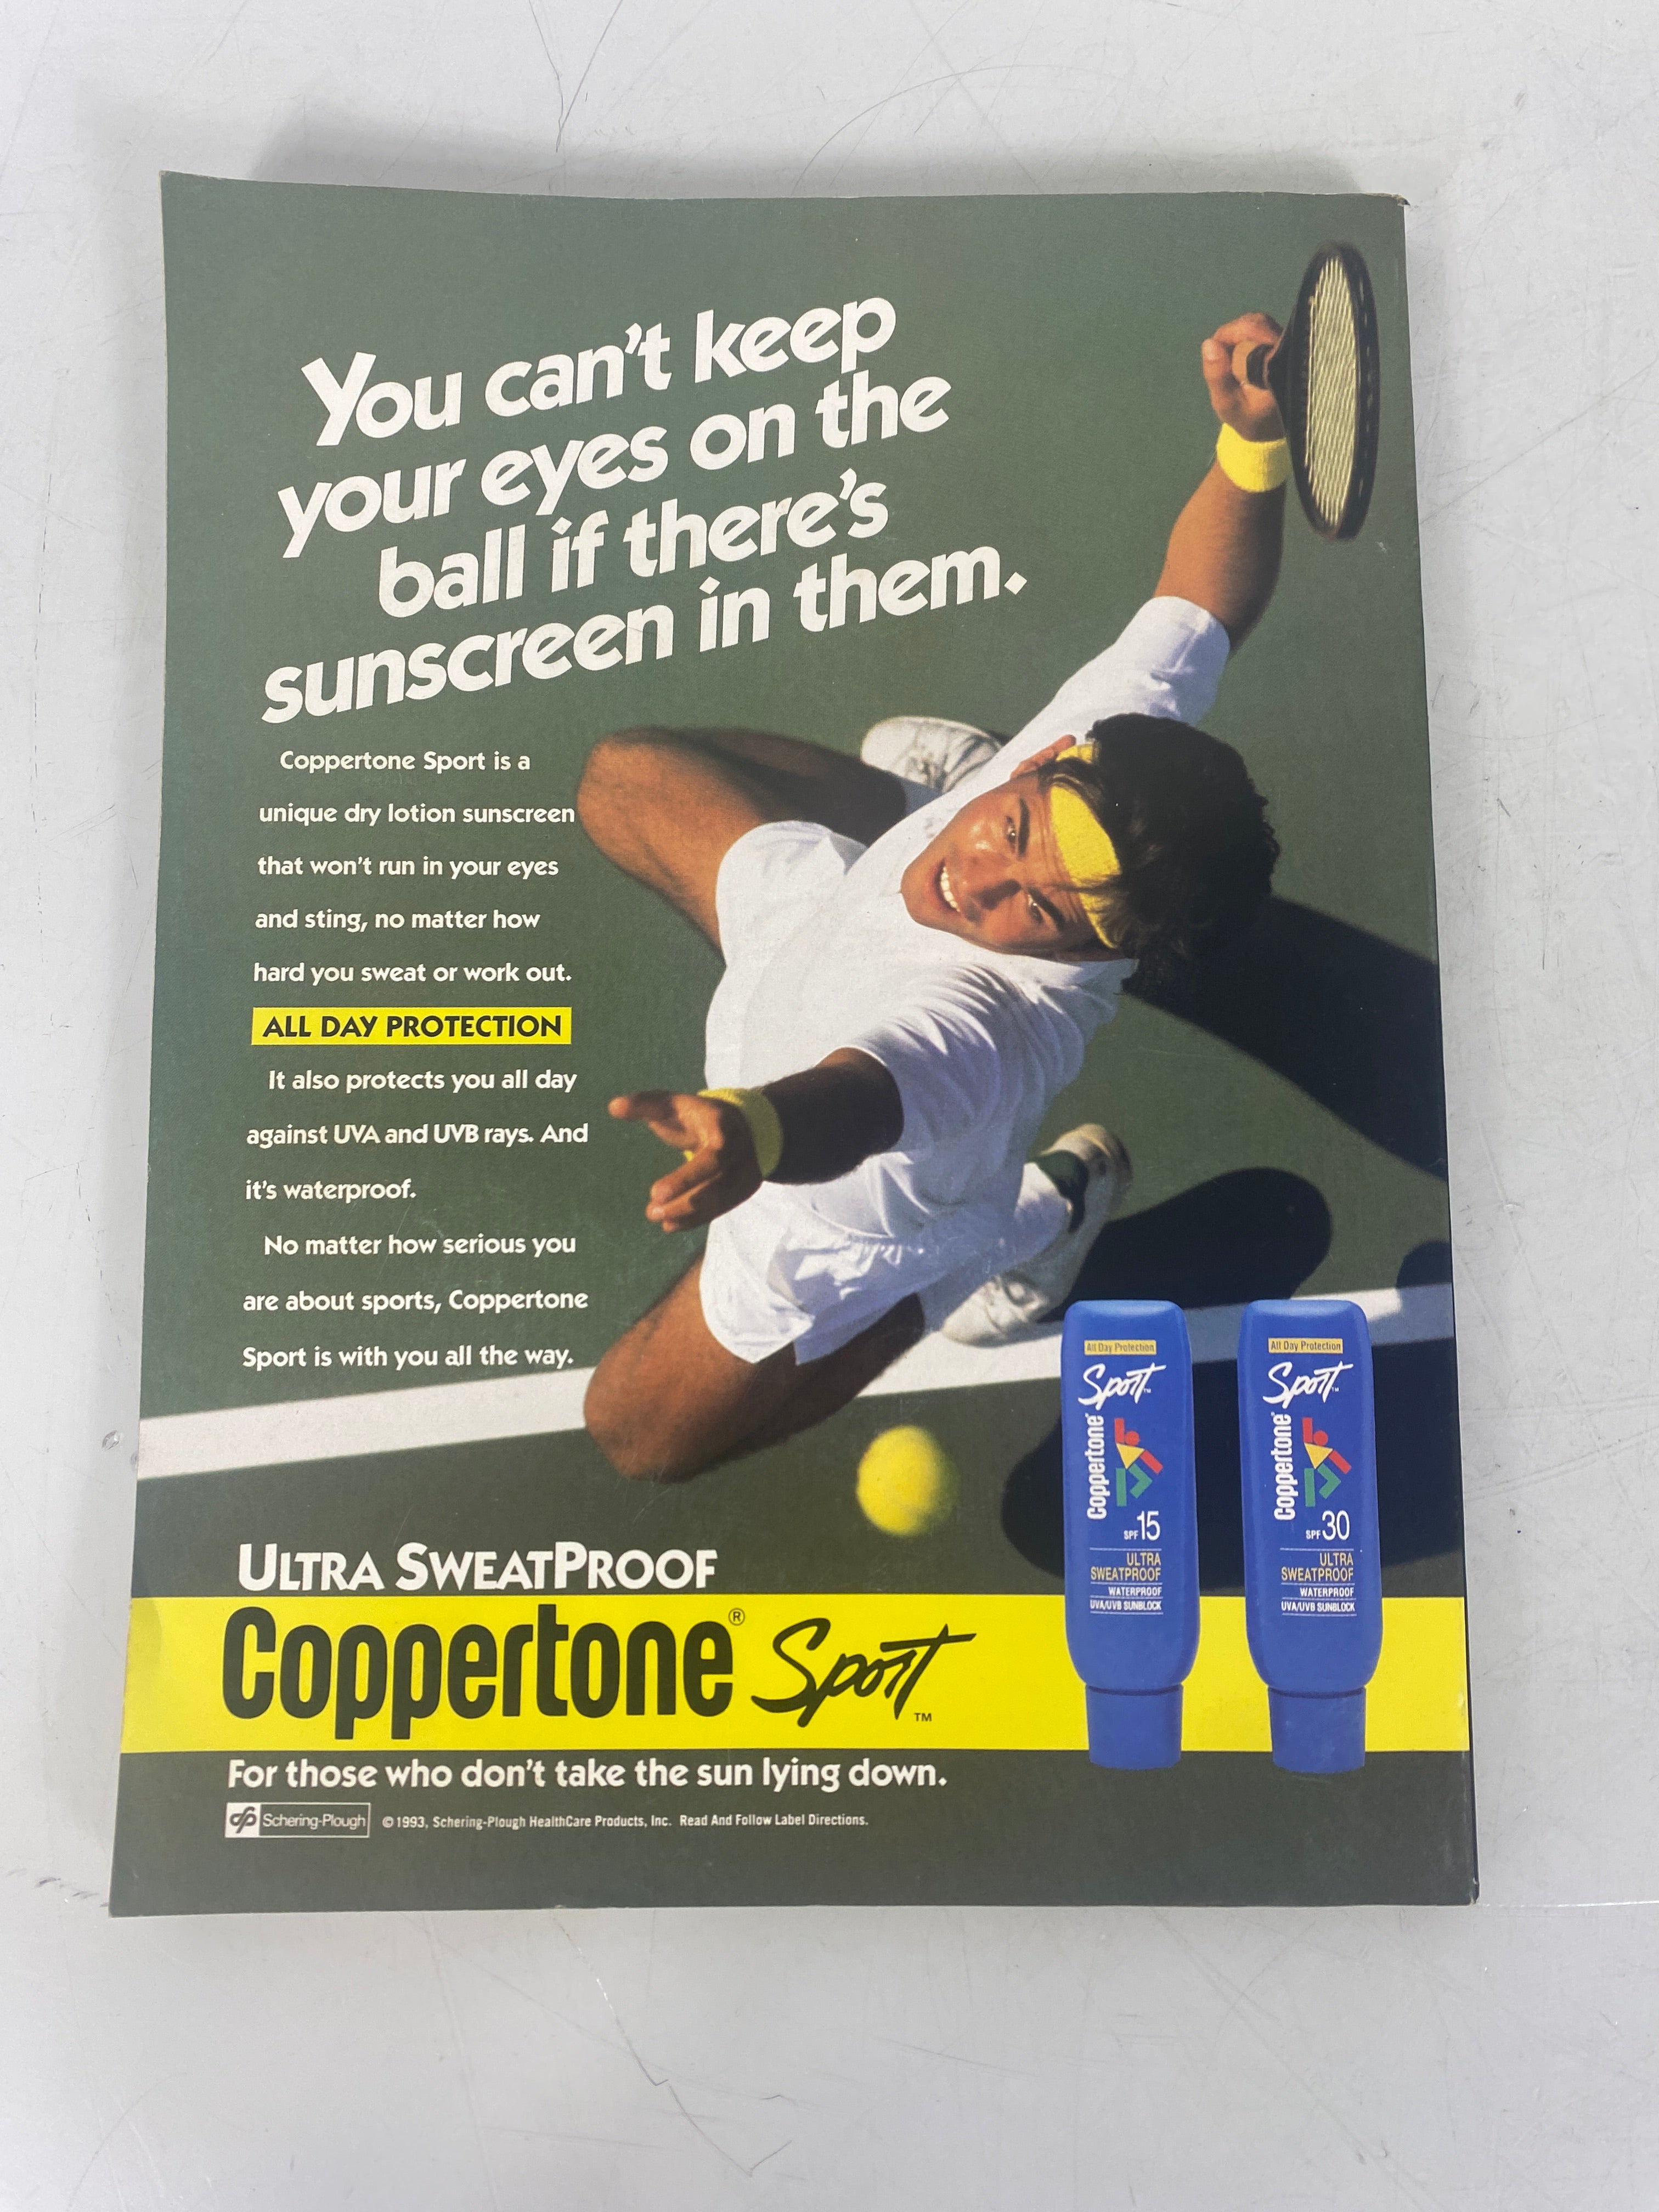 You can't keep
your eyes on the
ball if there's
sunscreen in them.
Coppertone Sport is a
unique dry lotion sunscreen
that won't run in your eyes
and sting, no matter how
hard you sweat or work out.
ALL DAY PROTECTION
It also protects you all day
against UVA and UVB rays. And
it's waterproof.
No matter how serious you
are about sports, Coppertone
Sport is with you all the way.
All Day Protection
Sport™
Coppertone®
SPF 15
ULTRA
SWEATPROOF
WATERPROOF
UVA/UVB SUNBLOCK
All Day Protection
Sport™
Coppertone®
SPF 30
ULTRA
SWEATPROOF
WATERPROOF
UVA/UVB SUNBLOCK
ULTRA SWEATPROOF
Coppertone® Sport™
For those who don't take the sun lying down.
Schering-Plough ©1993, Schering-Plough HealthCare Products, Inc. Read And Follow Label Directions.